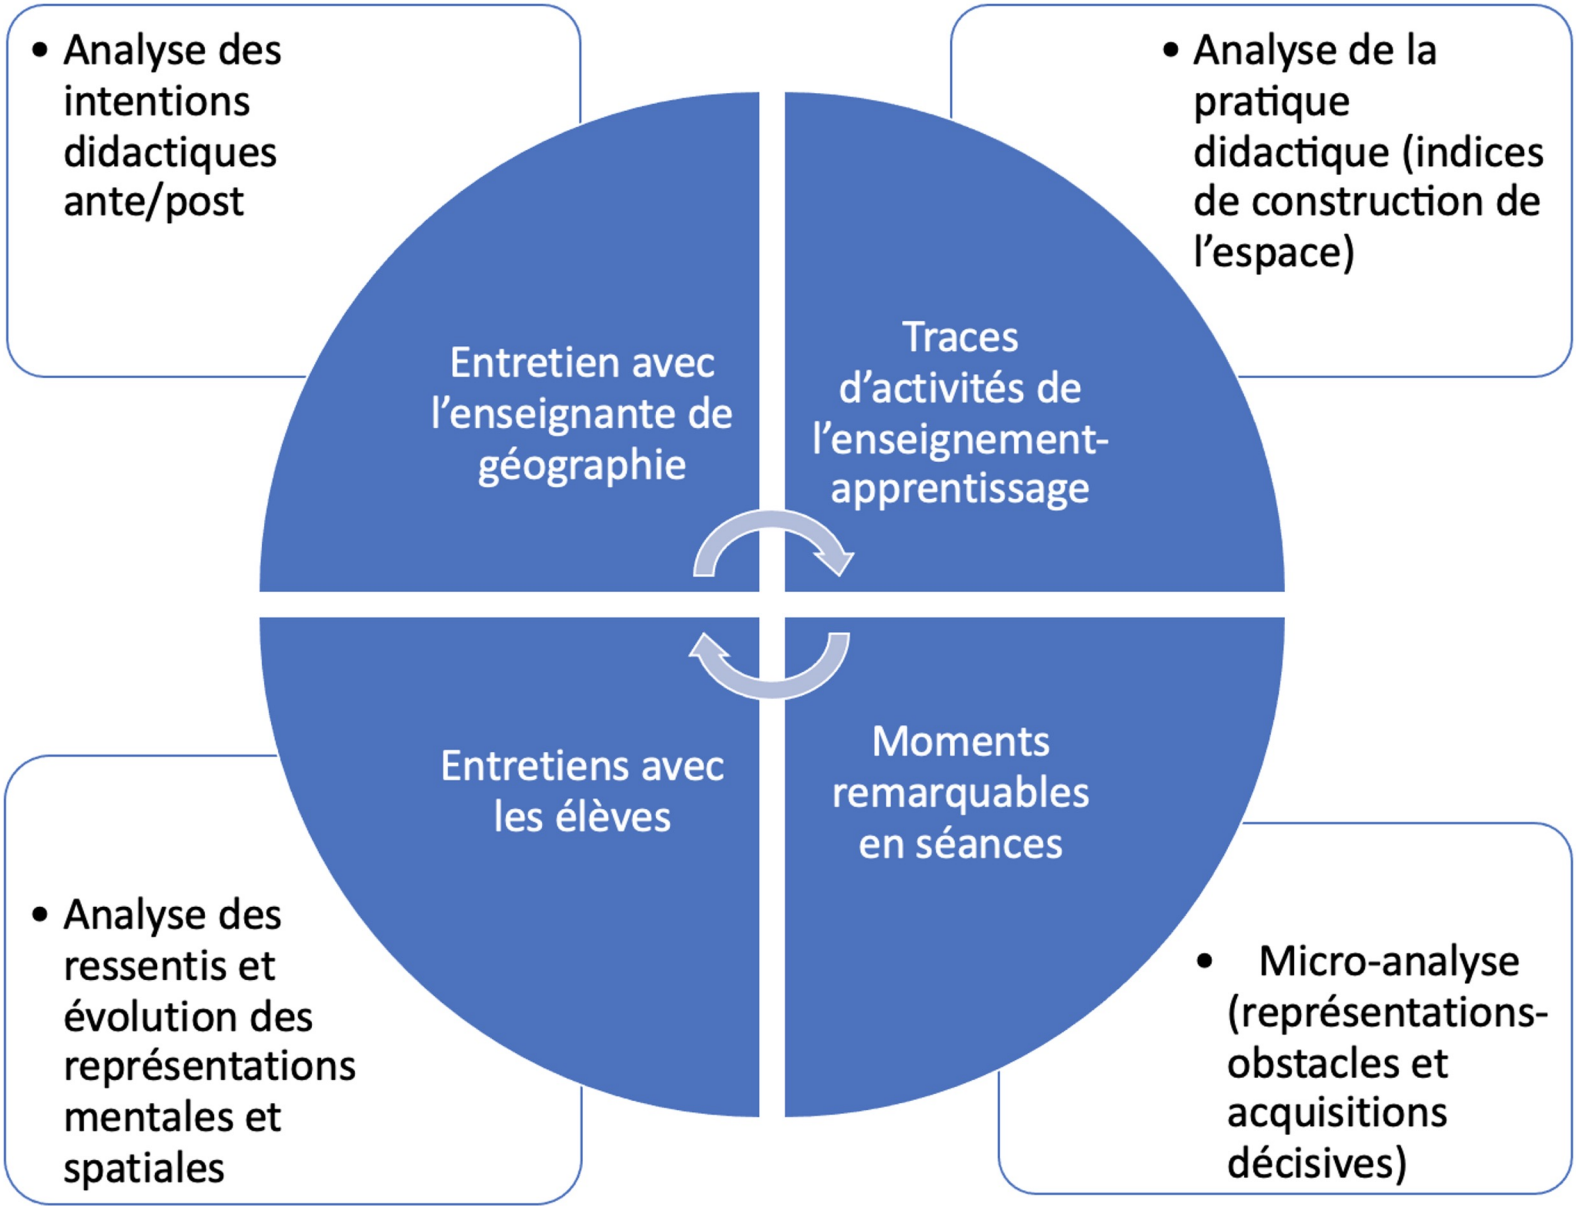 • Analyse des
intentions
didactiques
ante/post
• Analyse de la
pratique
didactique (indices
de construction de
l’espace)
Entretien avec
l’enseignante de
géographie
Traces
d’activités de
l’enseignement-
apprentissage
Entretiens avec
les élèves
Moments
remarquables
en séances
• Analyse des
ressentis et
évolution des
représentations
mentales et
spatiales
• Micro-analyse
(représentations-
obstacles et
acquisitions
décisives)